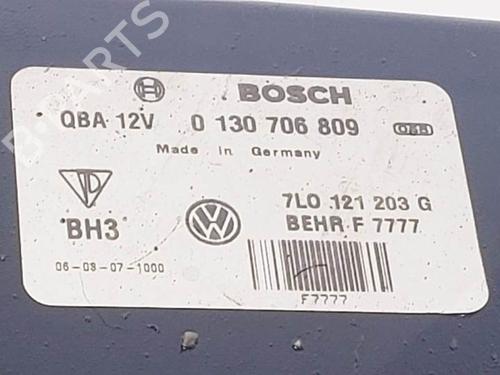 BOSCH
QBA 12V 0 130 706 809
Made in Germany
7L0 121 203 G
BH3
BEHR F 7777
06-03-07-1000
F7777
B-PARTS